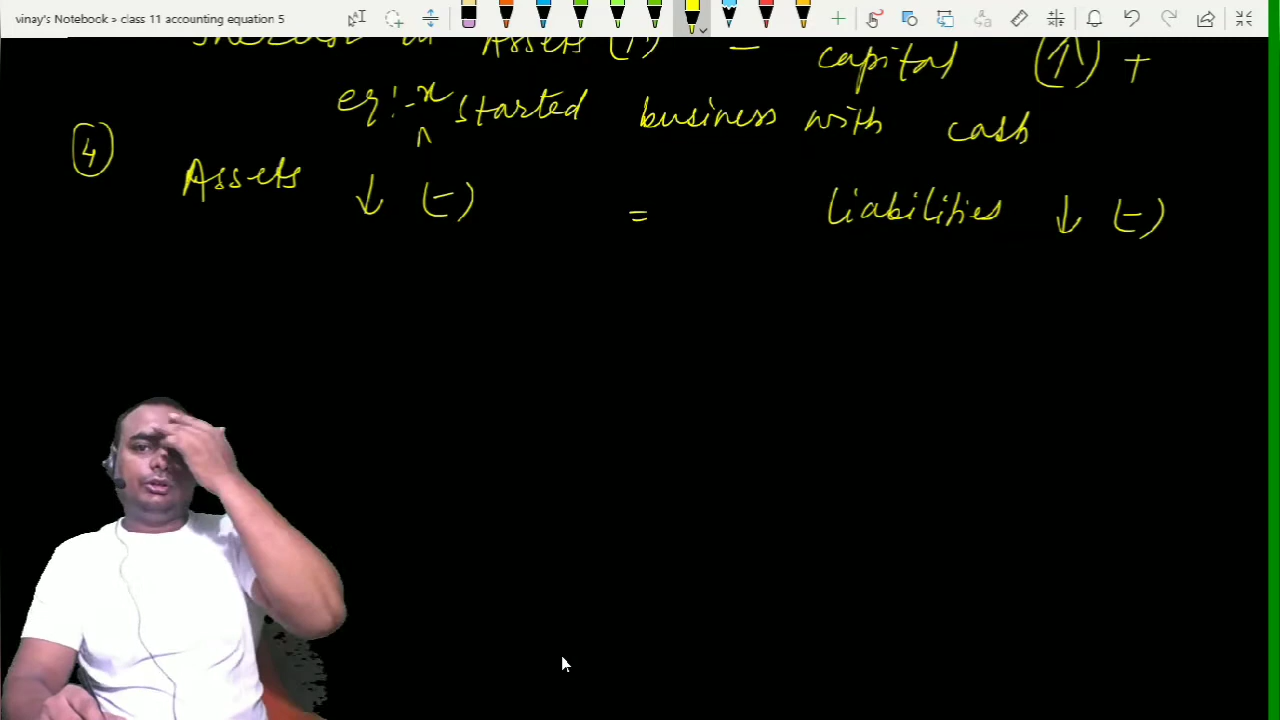 vinay's Notebook > class 11 accounting equation 5
Assets (↑) = capital (↑) +
eg:- x started business with cash
④ Assets ↓ (-) = liabilities ↓ (-)